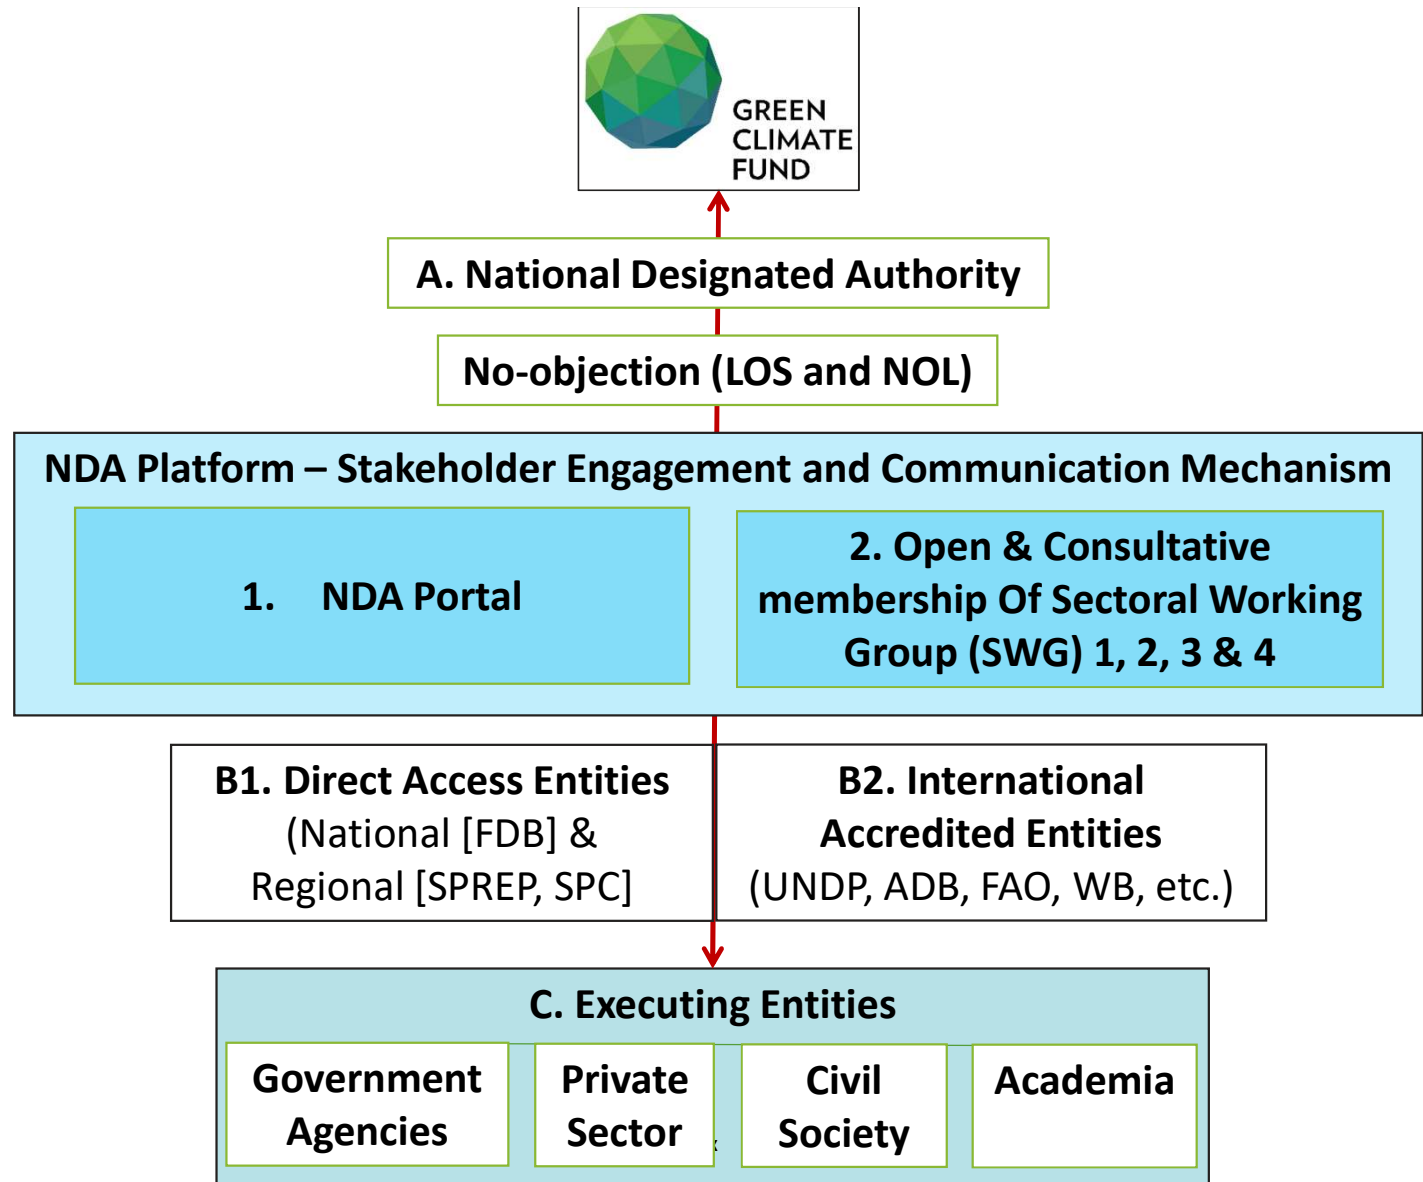 GREEN
CLIMATE
FUND
A. National Designated Authority
No-objection (LOS and NOL)
NDA Platform – Stakeholder Engagement and Communication Mechanism
1. NDA Portal
2. Open & Consultative
membership Of Sectoral Working
Group (SWG) 1, 2, 3 & 4
B1. Direct Access Entities
(National [FDB] &
Regional [SPREP, SPC]
B2. International
Accredited Entities
(UNDP, ADB, FAO, WB, etc.)
C. Executing Entities
Government
Agencies
Private
Sector
Civil
Society
Academia